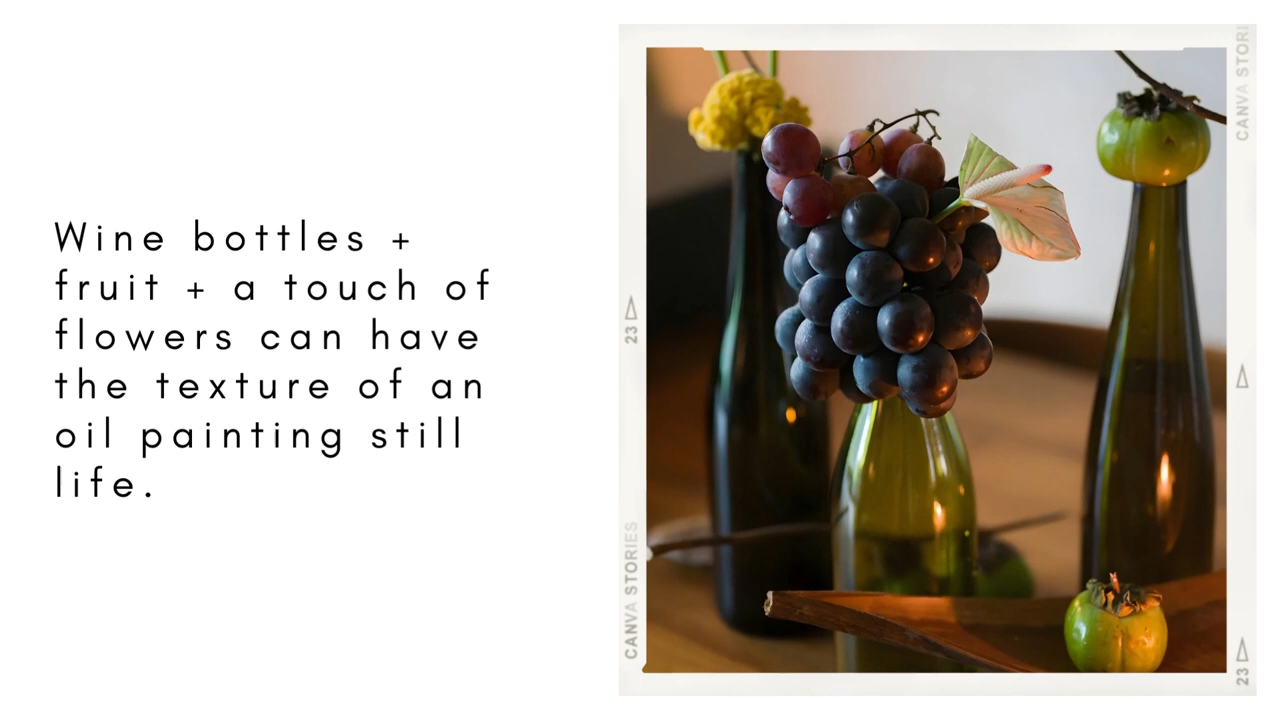 Wine bottles +
fruit + a touch of
flowers can have
the texture of an
oil painting still
life.
23
CANVA STORIES
CANVA STORI
23